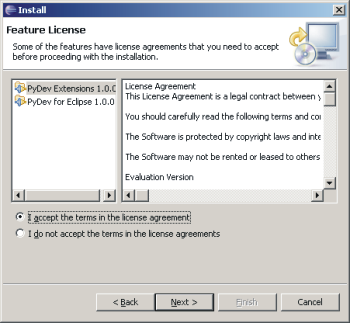 Install
Feature License
Some of the features have license agreements that you need to accept
before proceeding with the installation.
PyDev Extensions 1.0.0
PyDev for Eclipse 1.0.0
License Agreement
This License Agreement is a legal contract between y
You should carefully read the following terms and co
The Software is protected by copyright laws and inte
The Software may not be rented or leased to others
Evaluation Version
I accept the terms in the license agreement
I do not accept the terms in the license agreements
< Back
Next >
Finish
Cancel